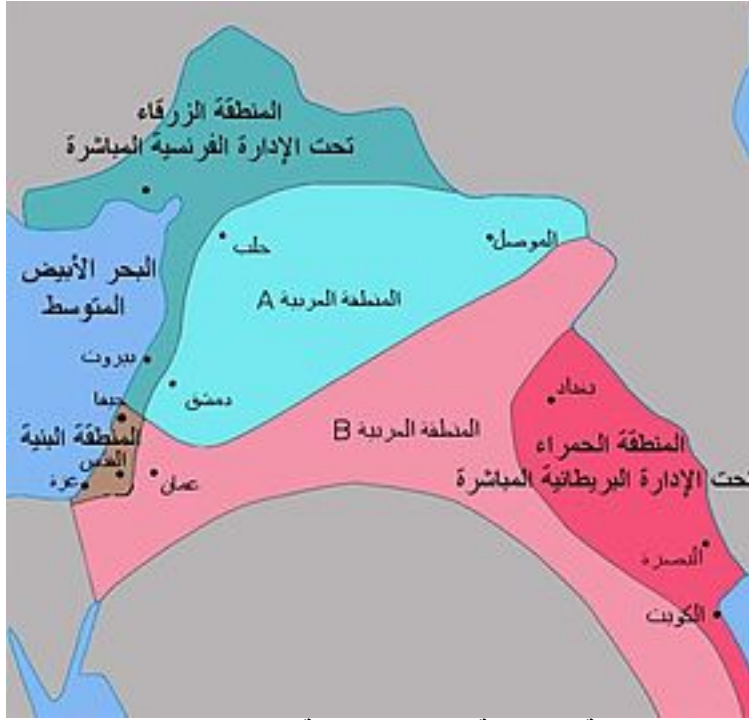 المنطقة الزرقاء
تحت الإدارة الفرنسية المباشرة
حلب
الموصل
البحر الأبيض
المتوسط
المنطقة العربية A
بيروت
دمشق
حيفا
بغداد
المنطقة البنية
المنطقة العربية B
المنطقة الحمراء
تحت الإدارة البريطانية المباشرة
القدس
غزة
عمان
البصرة
الكويت